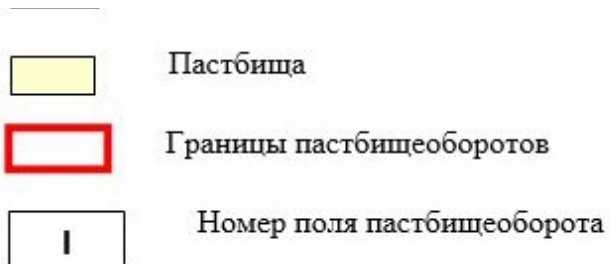 Пастбища
Границы пастбищеоборотов
I Номер поля пастбищеоборота